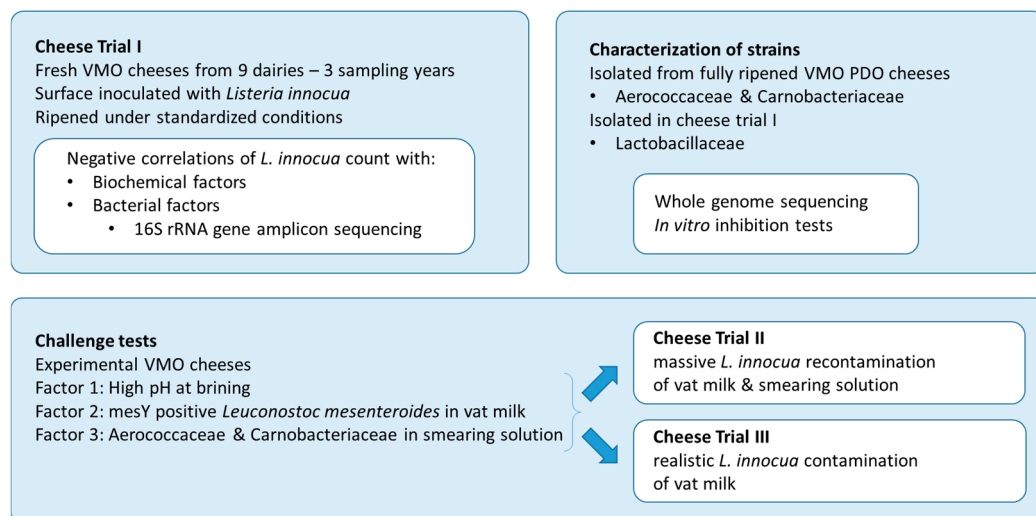 Cheese Trial I
Fresh VMO cheeses from 9 dairies – 3 sampling years
Surface inoculated with Listeria innocua
Ripened under standardized conditions
Negative correlations of L. innocua count with:
• Biochemical factors
• Bacterial factors
• 16S rRNA gene amplicon sequencing
Characterization of strains
Isolated from fully ripened VMO PDO cheeses
• Aerococcaceae & Carnobacteriaceae
Isolated in cheese trial I
• Lactobacillaceae
Whole genome sequencing
In vitro inhibition tests
Challenge tests
Experimental VMO cheeses
Factor 1: High pH at brining
Factor 2: mesY positive Leuconostoc mesenteroides in vat milk
Factor 3: Aerococcaceae & Carnobacteriaceae in smearing solution
Cheese Trial II
massive L. innocua recontamination
of vat milk & smearing solution
Cheese Trial III
realistic L. innocua contamination
of vat milk